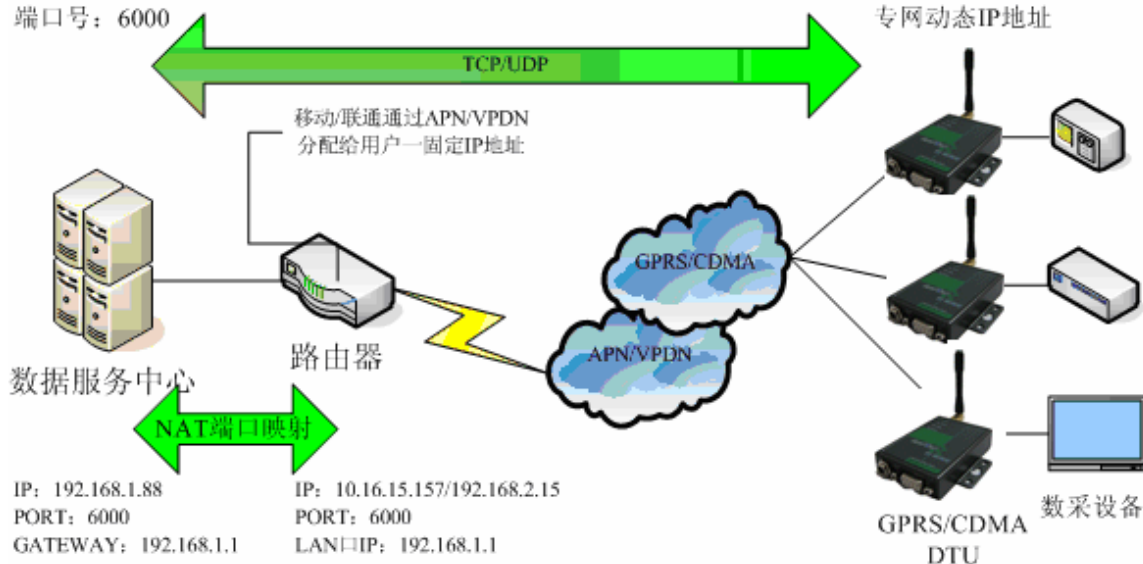 端口号：6000
专网动态IP地址
TCP/UDP
移动/联通通过APN/VPDN
分配给用户一固定IP地址
GPRS/CDMA
APN/VPDN
路由器
数据服务中心
NAT端口映射
IP：192.168.1.88
PORT：6000
GATEWAY：192.168.1.1
IP：10.16.15.157/192.168.2.15
PORT：6000
LAN口IP：192.168.1.1
数采设备
GPRS/CDMA
DTU